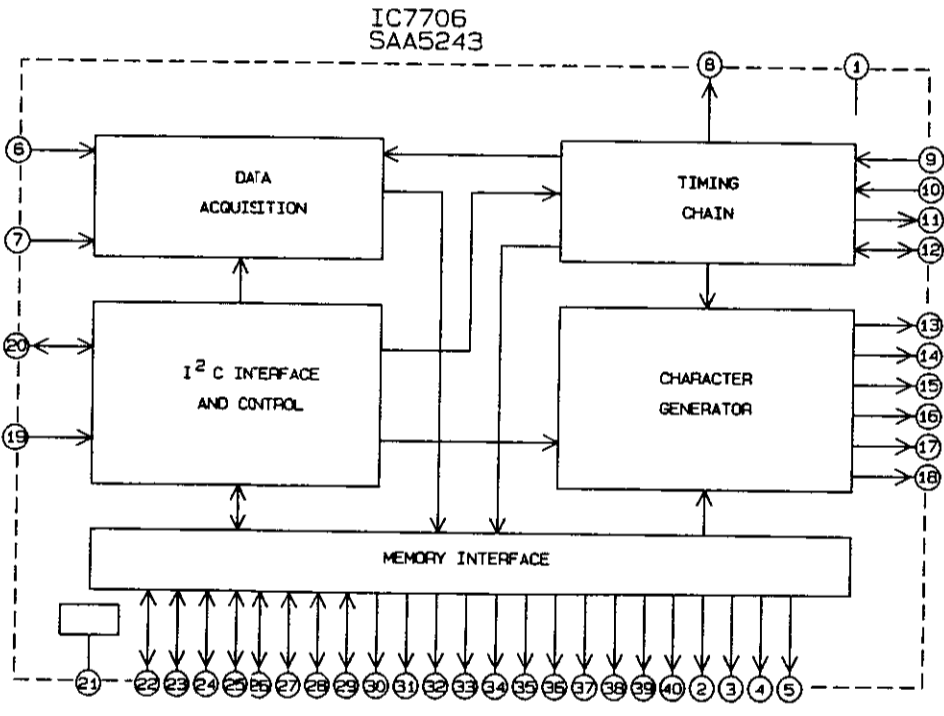 IC7706
SAA5243
8 1
6 9
DATA TIMING
10
ACQUISITION CHAIN
11
7 12
13
20 14
I² C INTERFACE CHARACTER 15
AND CONTROL GENERATOR 16
19 17
18
MEMORY INTERFACE
21 22 23 24 25 26 27 28 29 30 31 32 33 34 35 36 37 38 39 40 2 3 4 5